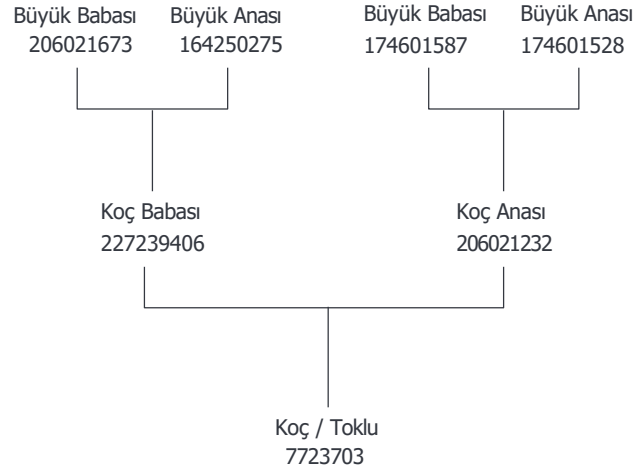 Büyük Babası Büyük Anası Büyük Babası Büyük Anası
206021673 164250275 174601587 174601528
Koç Babası Koç Anası
227239406 206021232
Koç / Toklu
7723703